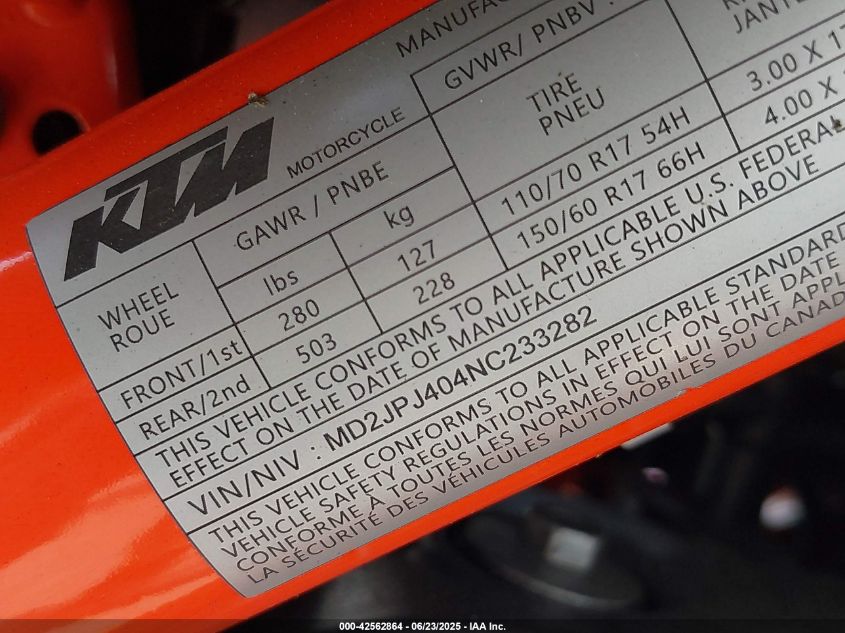 MANUFAC
KTM MOTORCYCLE
GVWR/ PNBV :
JANTE
WHEEL
ROUE
GAWR / PNBE
TIRE
PNEU
lbs
kg
FRONT/1st 280 127 110/70 R17 54H 3.00 X 17
REAR/2nd 503 228 150/60 R17 66H 4.00 X
THIS VEHICLE CONFORMS TO ALL APPLICABLE U.S. FEDERAL
EFFECT ON THE DATE OF MANUFACTURE SHOWN ABOVE
VIN/NIV : MD2JPJ404NC233282
THIS VEHICLE CONFORMS TO ALL APPLICABLE STANDARD
VEHICLE SAFETY REGULATIONS IN EFFECT ON THE DATE
CONFORME À TOUTES LES NORMES QUI LUI SONT APPL
LA SÉCURITÉ DES VÉHICULES AUTOMOBILES DU CANAD
000-42562864 - 06/23/2025 - IAA Inc.